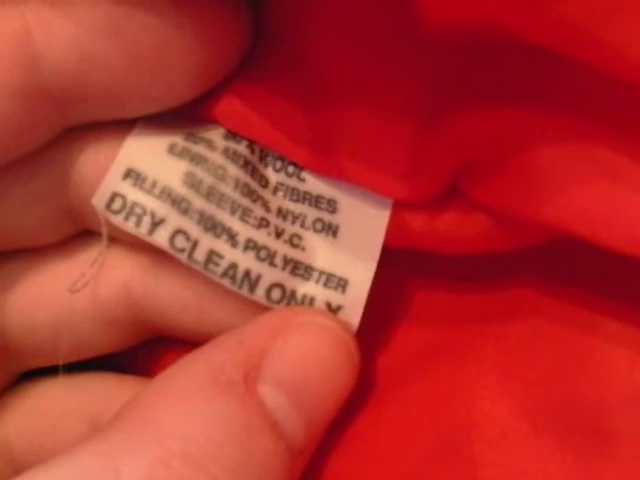 WOOL
MIXED FIBRES
LINING:100% NYLON
SLEEVE:P.V.C.
FILLING:100% POLYESTER
DRY CLEAN ONLY